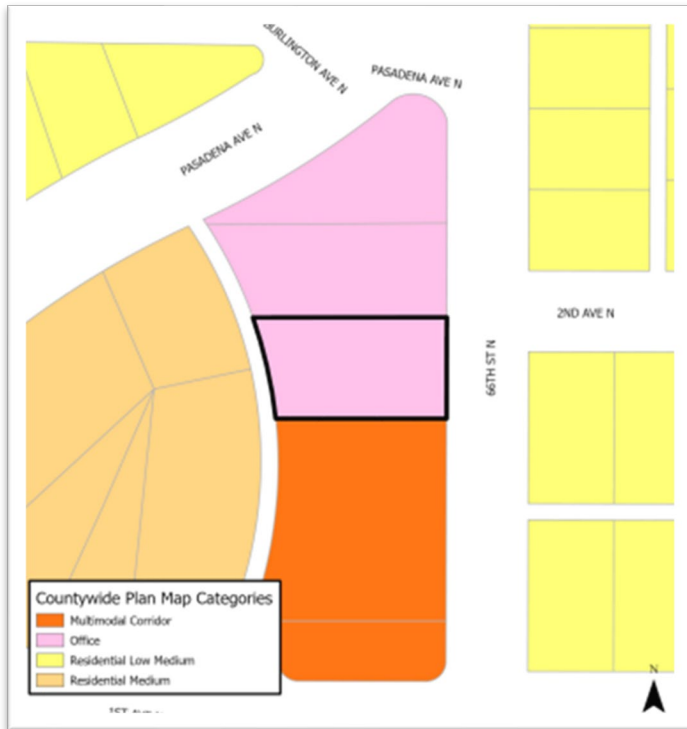 BURLINGTON AVE N
PASADENA AVE N
PASADENA AVE N
2ND AVE N
66TH ST N
Countywide Plan Map Categories
Multimodal Corridor
Office
Residential Low Medium
Residential Medium
N
1ST